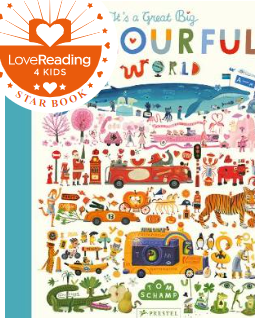 It's a Great Big
OURFUL
WORLD
LoveReading
4 KIDS
STAR BOOK
TOM
SCHAMP
PRESTEL